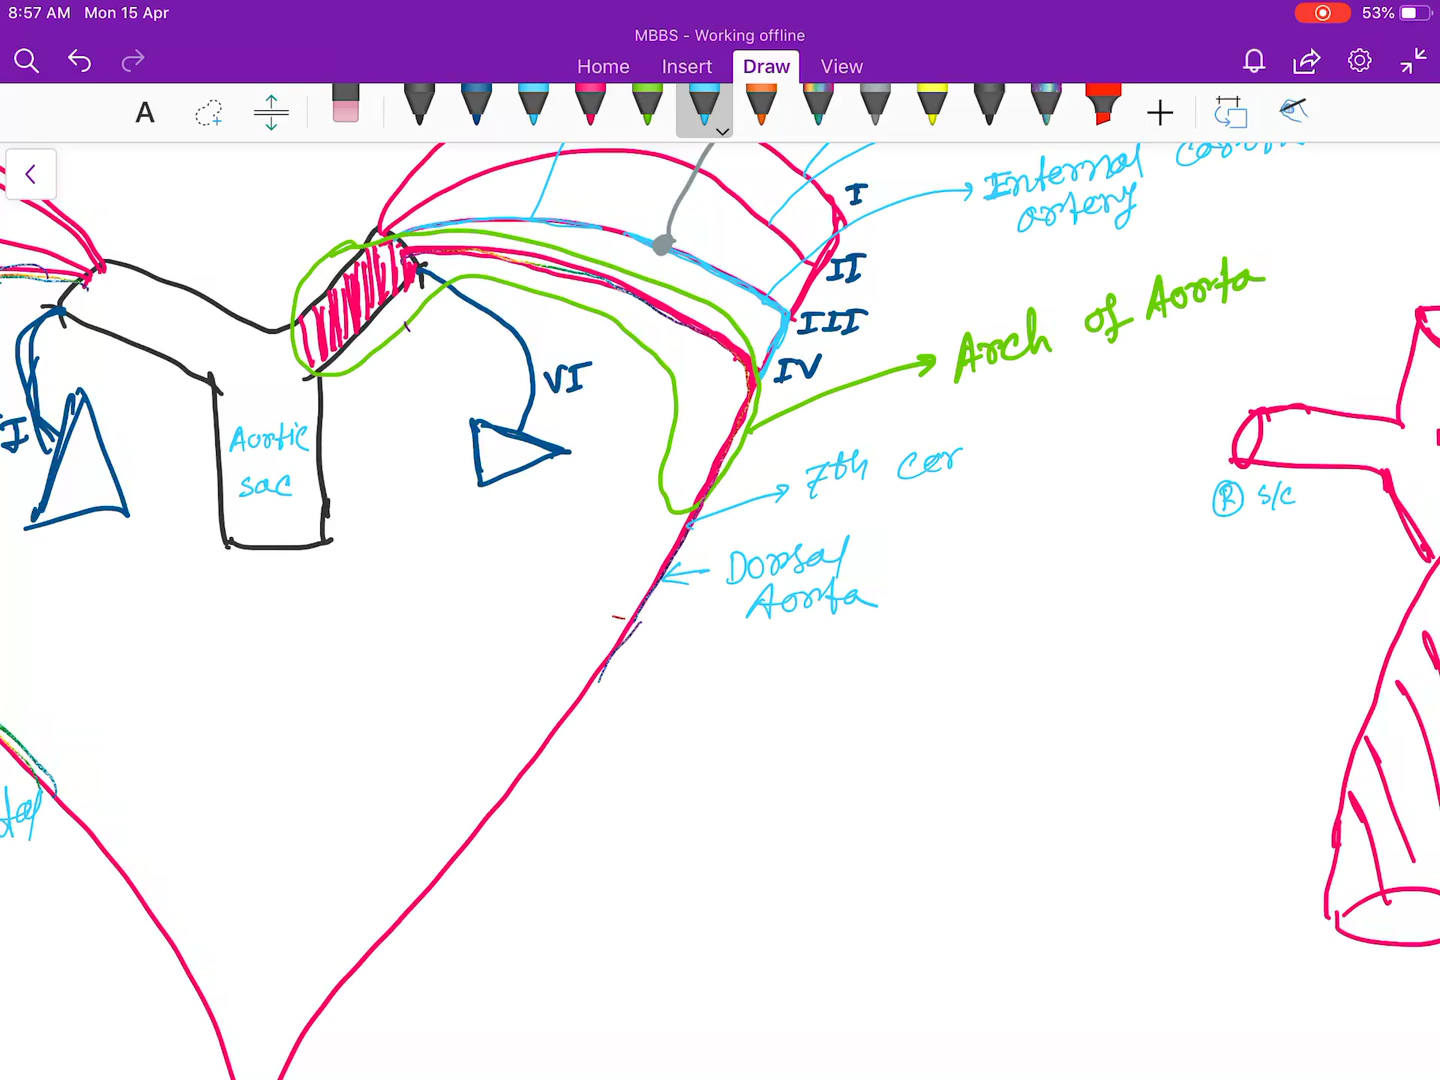 8:57 AM Mon 15 Apr
53%
MBBS - Working offline
Home Insert Draw View
A
Internal
artery
I
II
III
IV
Arch of Aorta
VI
I
Aortic
sac
7th cer
R s/c
Dorsal
Aorta